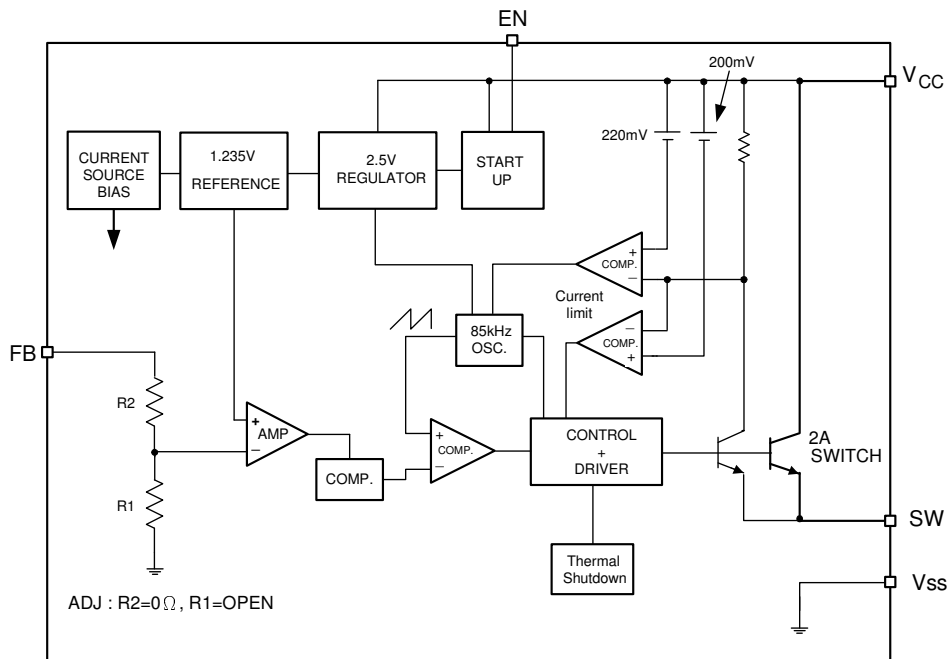 EN
200mV
VCC
220mV
CURRENT
SOURCE
BIAS
1.235V
REFERENCE
2.5V
REGULATOR
START
UP
+
COMP.
−
Current
limit
−
COMP.
+
85kHz
OSC.
FB
R2
+
AMP
−
+
COMP.
−
CONTROL
+
DRIVER
2A
SWITCH
COMP.
R1
SW
Thermal
Shutdown
Vss
ADJ : R2=0Ω, R1=OPEN